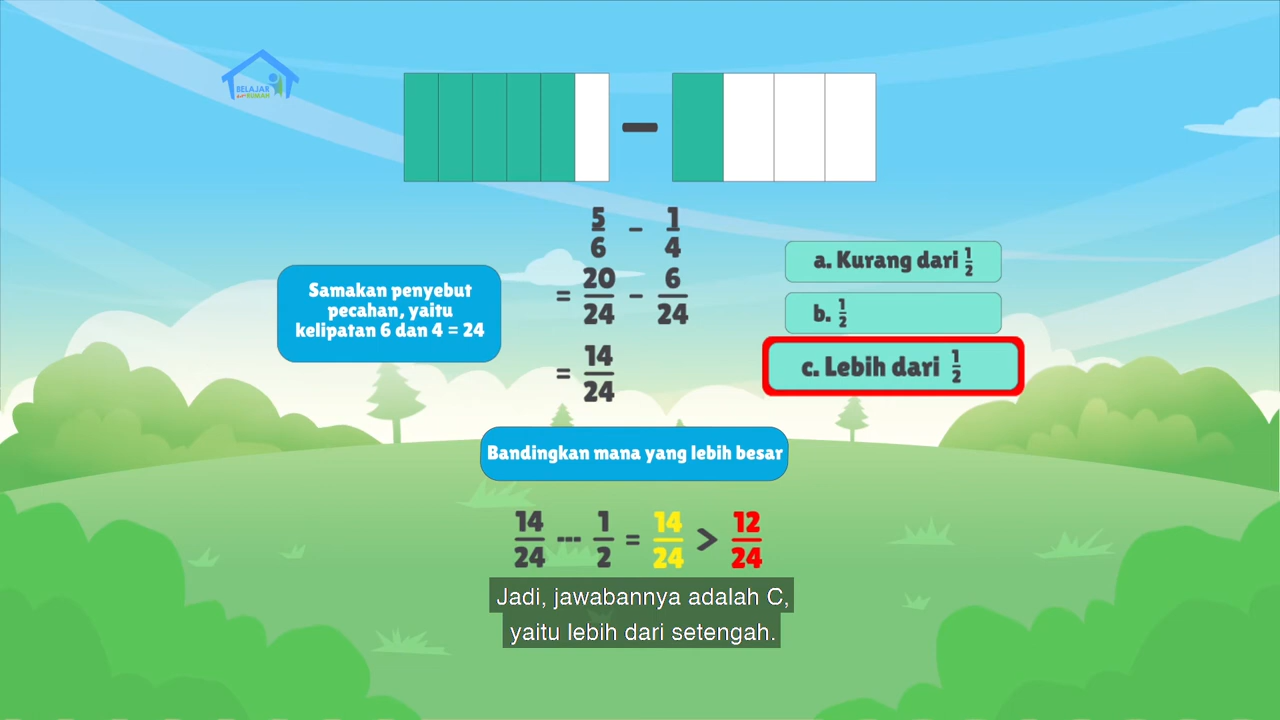 BELAJAR
dari RUMAH
5/6 - 1/4
= 20/24 - 6/24
= 14/24
Samakan penyebut
pecahan, yaitu
kelipatan 6 dan 4 = 24
a. Kurang dari 1/2
b. 1/2
c. Lebih dari 1/2
Bandingkan mana yang lebih besar
14/24 --- 1/2 = 14/24 > 12/24
Jadi, jawabannya adalah C,
yaitu lebih dari setengah.